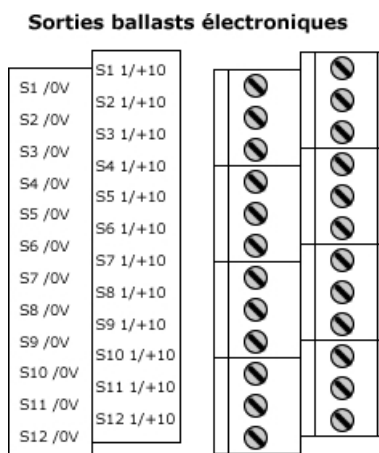 Sorties ballasts électroniques
S1 1/+10
S1 /0V
S2 1/+10
S2 /0V
S3 1/+10
S3 /0V
S4 1/+10
S4 /0V
S5 1/+10
S5 /0V
S6 1/+10
S6 /0V
S7 1/+10
S7 /0V
S8 1/+10
S8 /0V
S9 1/+10
S9 /0V
S10 1/+10
S10 /0V
S11 1/+10
S11 /0V
S12 1/+10
S12 /0V